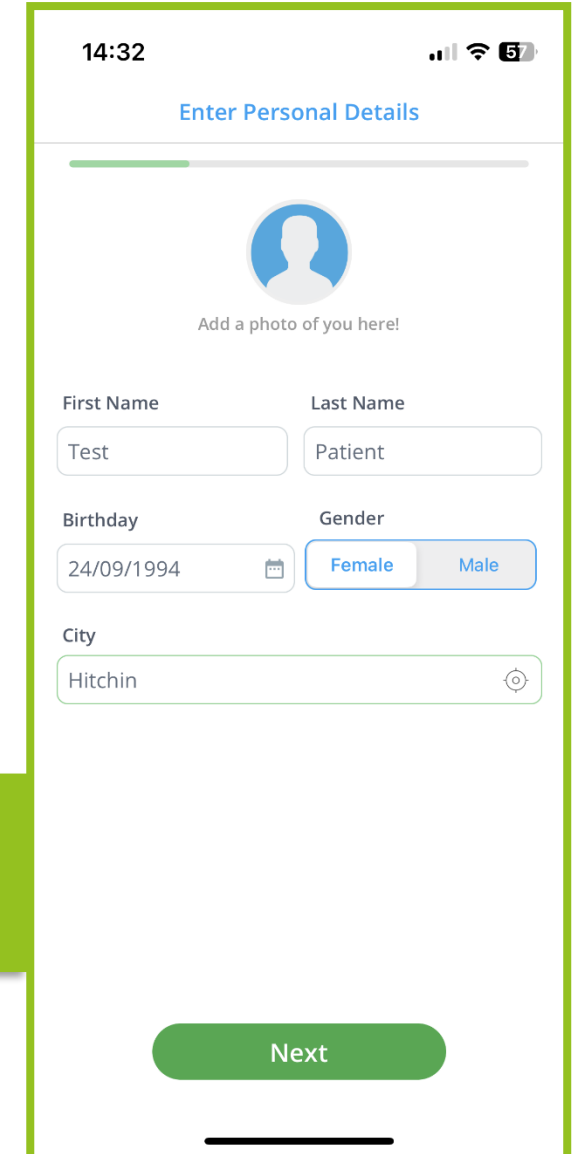 14:32
57
Enter Personal Details
Add a photo of you here!
First Name Last Name
Test Patient
Birthday Gender
24/09/1994 Female Male
City
Hitchin
Next